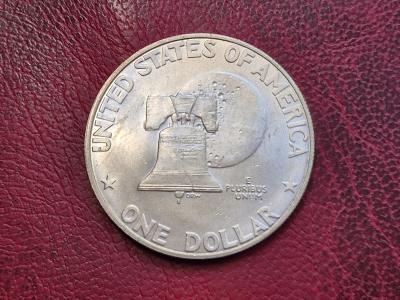 UNITED STATES OF AMERICA
E
PLURIBUS
UNUM
ONE DOLLAR